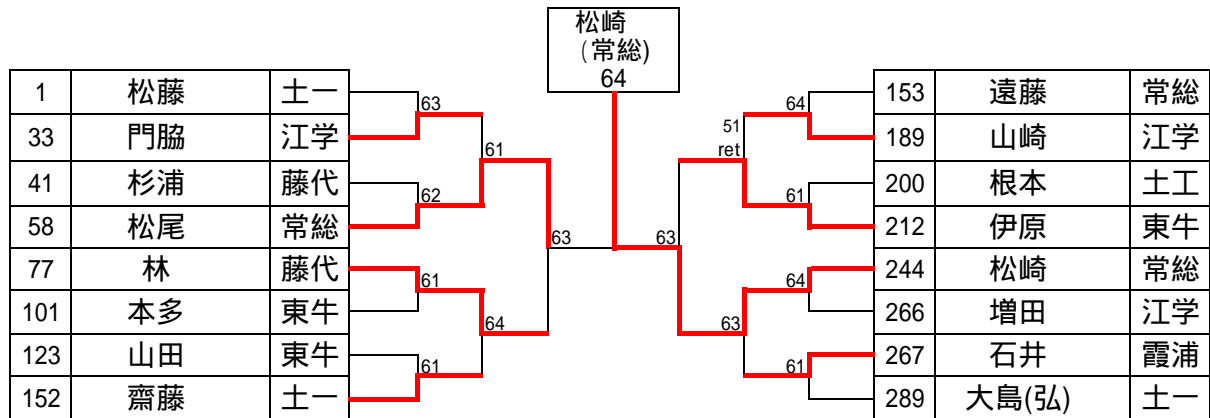 松崎
(常総)
64
1 松藤 土一
33 門脇 江学
41 杉浦 藤代
58 松尾 常総
77 林 藤代
101 本多 東牛
123 山田 東牛
152 齋藤 土一
63
62
61
61
61
64
63
63
51
ret
63
64
61
64
61
153 遠藤 常総
189 山崎 江学
200 根本 土工
212 伊原 東牛
244 松崎 常総
266 増田 江学
267 石井 霞浦
289 大島(弘) 土一